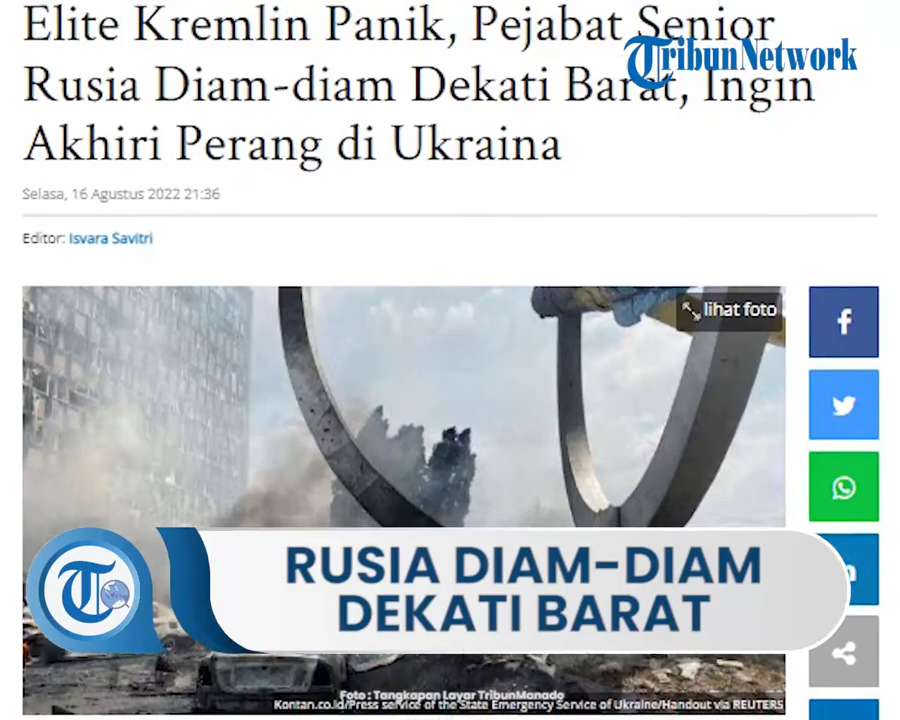 Elite Kremlin Panik, Pejabat Senior
TribunNetwork
Rusia Diam-diam Dekati Barat, Ingin
Akhiri Perang di Ukraina
Selasa, 16 Agustus 2022 21:36
Editor: Isvara Savitri
lihat foto
RUSIA DIAM-DIAM
DEKATI BARAT
Foto : Tangkapan Layar TribunManado
Kontan.co.id/Press service of the State Emergency Service of Ukraine/Handout via REUTERS